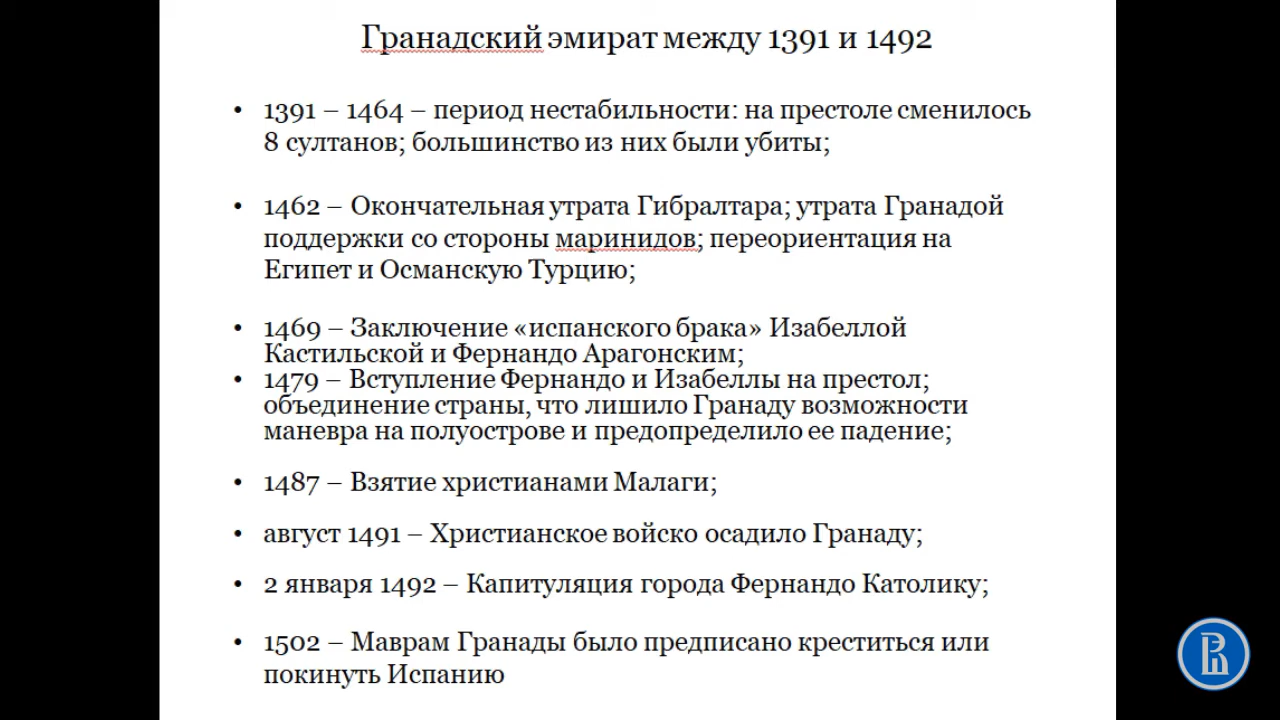 Гранадский эмират между 1391 и 1492
• 1391 – 1464 – период нестабильности: на престоле сменилось
8 султанов; большинство из них были убиты;
• 1462 – Окончательная утрата Гибралтара; утрата Гранадой
поддержки со стороны маринидов; переориентация на
Египет и Османскую Турцию;
• 1469 – Заключение «испанского брака» Изабеллой
Кастильской и Фернандо Арагонским;
• 1479 – Вступление Фернандо и Изабеллы на престол;
объединение страны, что лишило Гранаду возможности
маневра на полуострове и предопределило ее падение;
• 1487 – Взятие христианами Малаги;
• август 1491 – Христианское войско осадило Гранаду;
• 2 января 1492 – Капитуляция города Фернандо Католику;
• 1502 – Маврам Гранады было предписано креститься или
покинуть Испанию